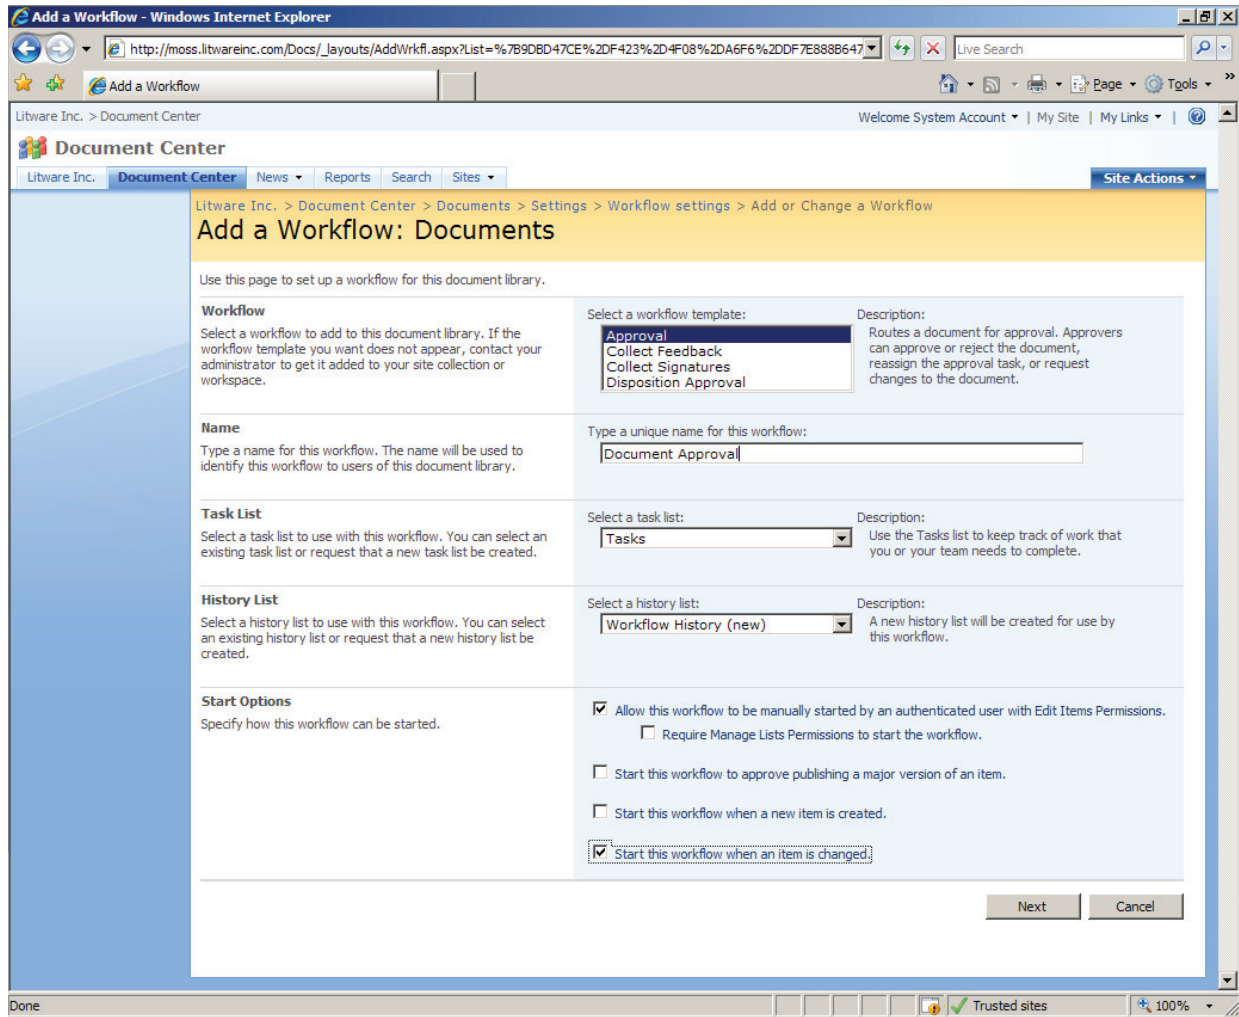 Add a Workflow - Windows Internet Explorer
http://moss.litwareinc.com/Docs/_layouts/AddWrkfl.aspx?List=%7B9DBD47CE%2DF423%2D4F08%2DA6F6%2DDF7E888B647
Live Search
Add a Workflow
Page
Tools
Litware Inc. > Document Center
Welcome System Account
My Site
My Links
Document Center
Litware Inc.
Document Center
News
Reports
Search
Sites
Site Actions
Litware Inc. > Document Center > Documents > Settings > Workflow settings > Add or Change a Workflow
Add a Workflow: Documents
Use this page to set up a workflow for this document library.
Workflow
Select a workflow to add to this document library. If the
workflow template you want does not appear, contact your
administrator to get it added to your site collection or
workspace.
Select a workflow template:
Approval
Collect Feedback
Collect Signatures
Disposition Approval
Description:
Routes a document for approval. Approvers
can approve or reject the document,
reassign the approval task, or request
changes to the document.
Name
Type a name for this workflow. The name will be used to
identify this workflow to users of this document library.
Type a unique name for this workflow:
Document Approval
Task List
Select a task list to use with this workflow. You can select an
existing task list or request that a new task list be created.
Select a task list:
Tasks
Description:
Use the Tasks list to keep track of work that
you or your team needs to complete.
History List
Select a history list to use with this workflow. You can select
an existing history list or request that a new history list be
created.
Select a history list:
Workflow History (new)
Description:
A new history list will be created for use by
this workflow.
Start Options
Specify how this workflow can be started.
Allow this workflow to be manually started by an authenticated user with Edit Items Permissions.
Require Manage Lists Permissions to start the workflow.
Start this workflow to approve publishing a major version of an item.
Start this workflow when a new item is created.
Start this workflow when an item is changed.
Next
Cancel
Done
Trusted sites
100%